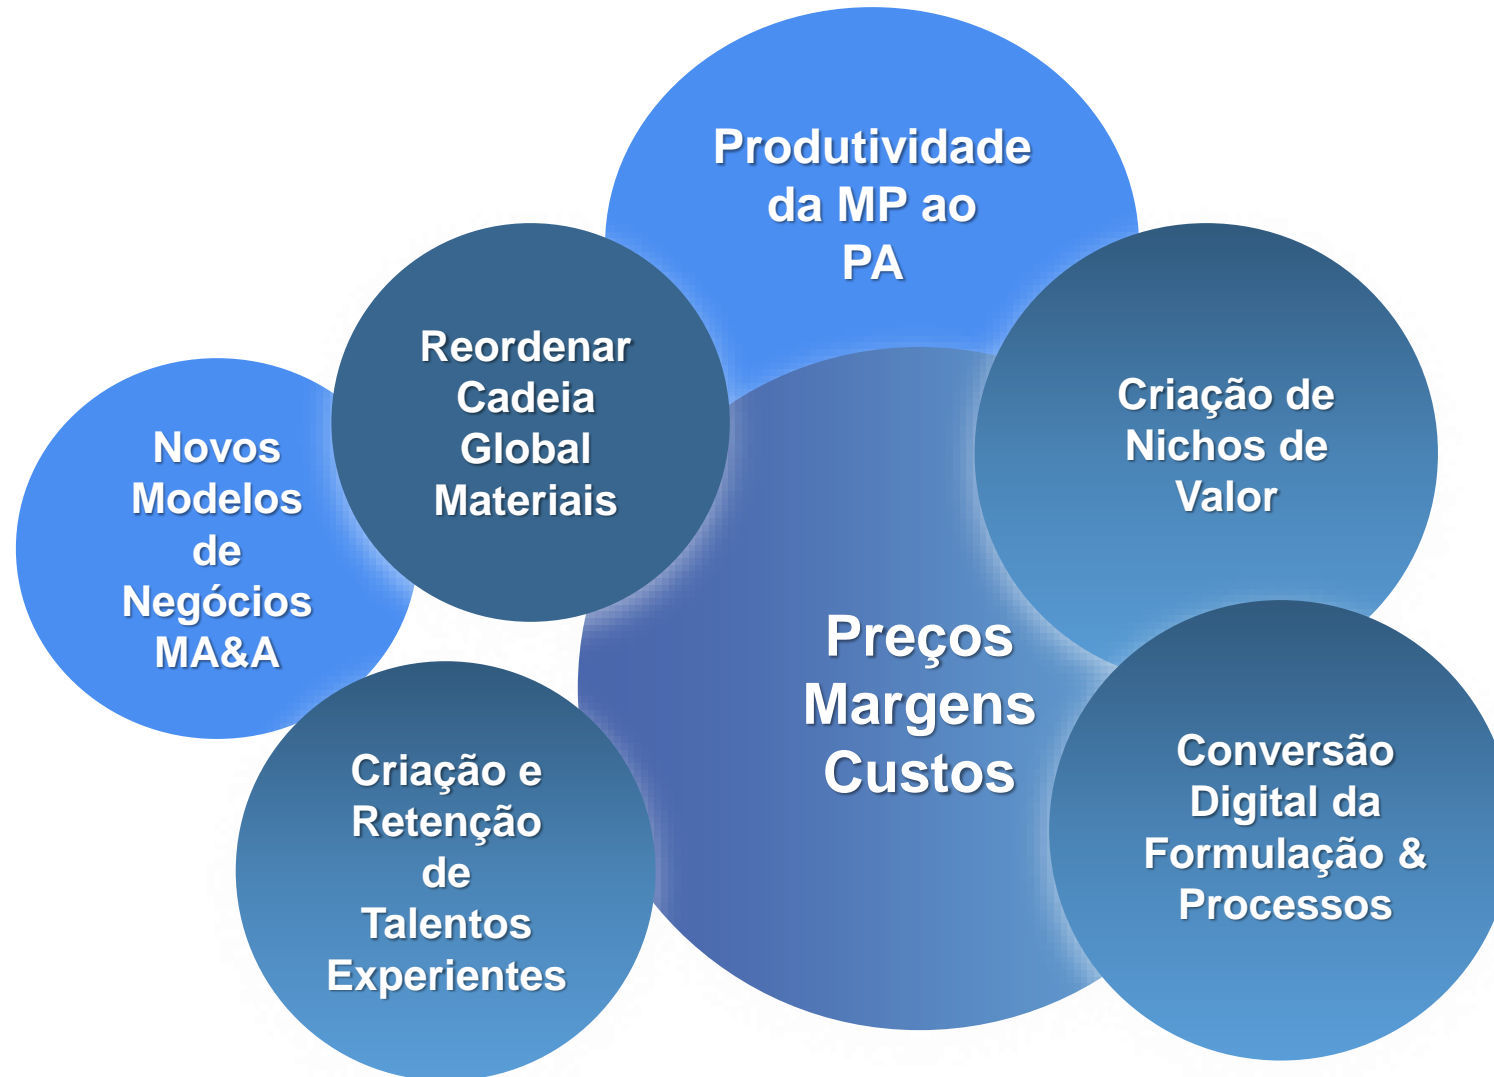 Produtividade
da MP ao
PA
Reordenar
Cadeia
Global
Materiais
Criação de
Nichos de
Valor
Novos
Modelos
de
Negócios
MA&A
Preços
Margens
Custos
Criação e
Retenção
de
Talentos
Experientes
Conversão
Digital da
Formulação &
Processos